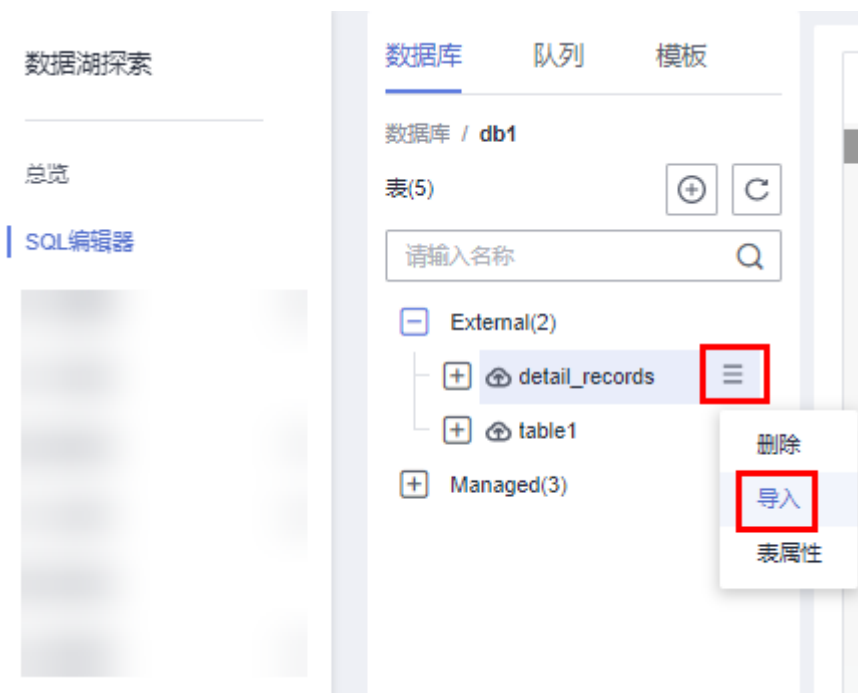 数据湖探索
总览
SQL编辑器
数据库 队列 模板
数据库 / db1
表(5)
请输入名称
External(2)
detail_records
table1
Managed(3)
删除
导入
表属性